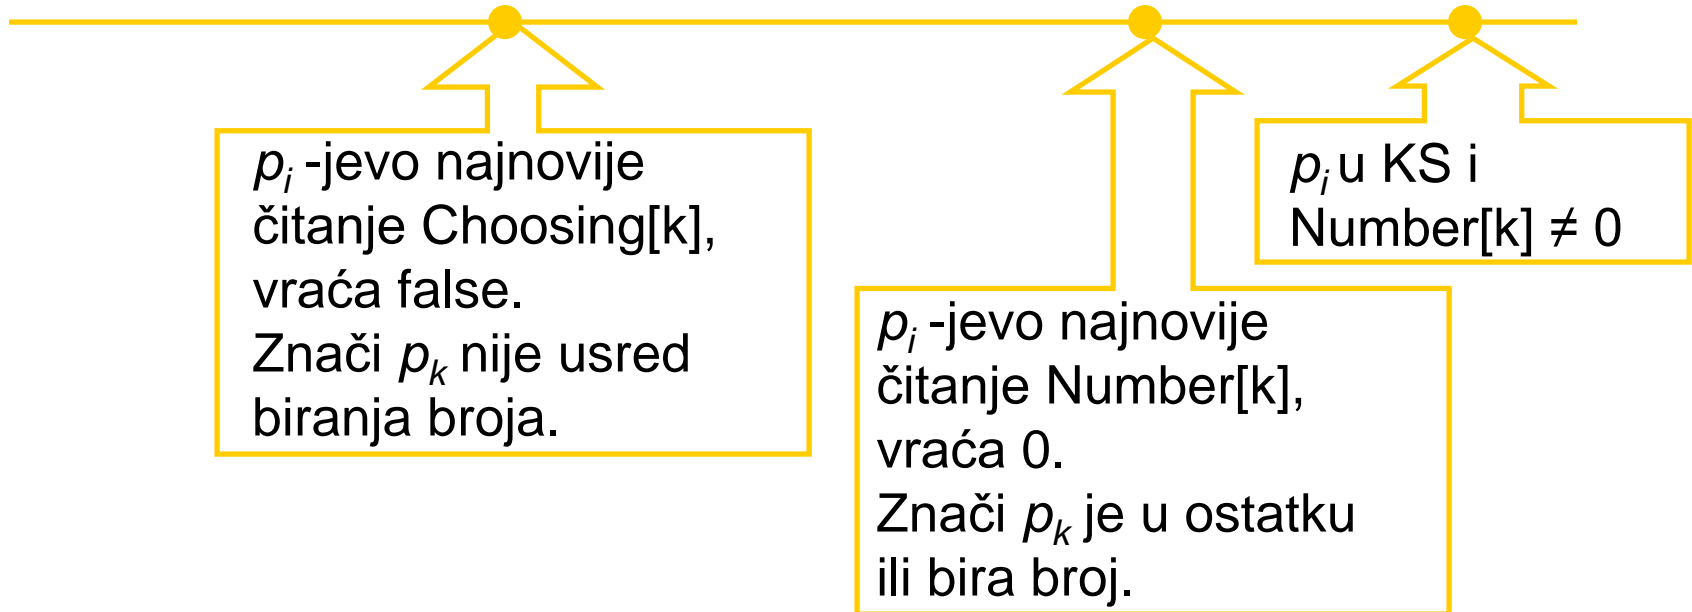 pᵢ -jevo najnovije
čitanje Choosing[k],
vraća false.
Znači pₖ nije usred
biranja broja.
pᵢ -jevo najnovije
čitanje Number[k],
vraća 0.
Znači pₖ je u ostatku
ili bira broj.
pᵢ u KS i
Number[k] ≠ 0